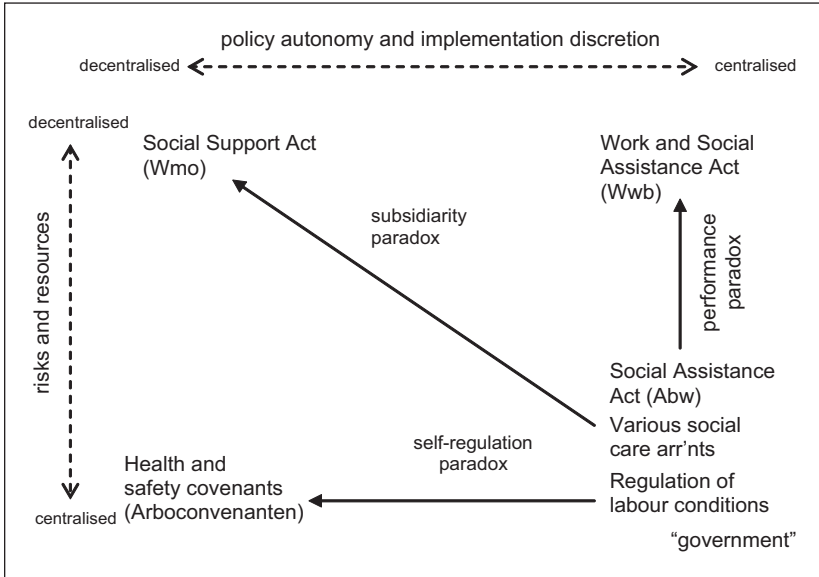 policy autonomy and implementation discretion
decentralised
centralised
decentralised
Social Support Act
(Wmo)
Work and Social
Assistance Act
(Wwb)
subsidiarity
paradox
risks and resources
performance
paradox
Social Assistance
Act (Abw)
Various social
care arr'nts
self-regulation
paradox
Health and
safety covenants
(Arboconvenanten)
Regulation of
labour conditions
centralised
"government"